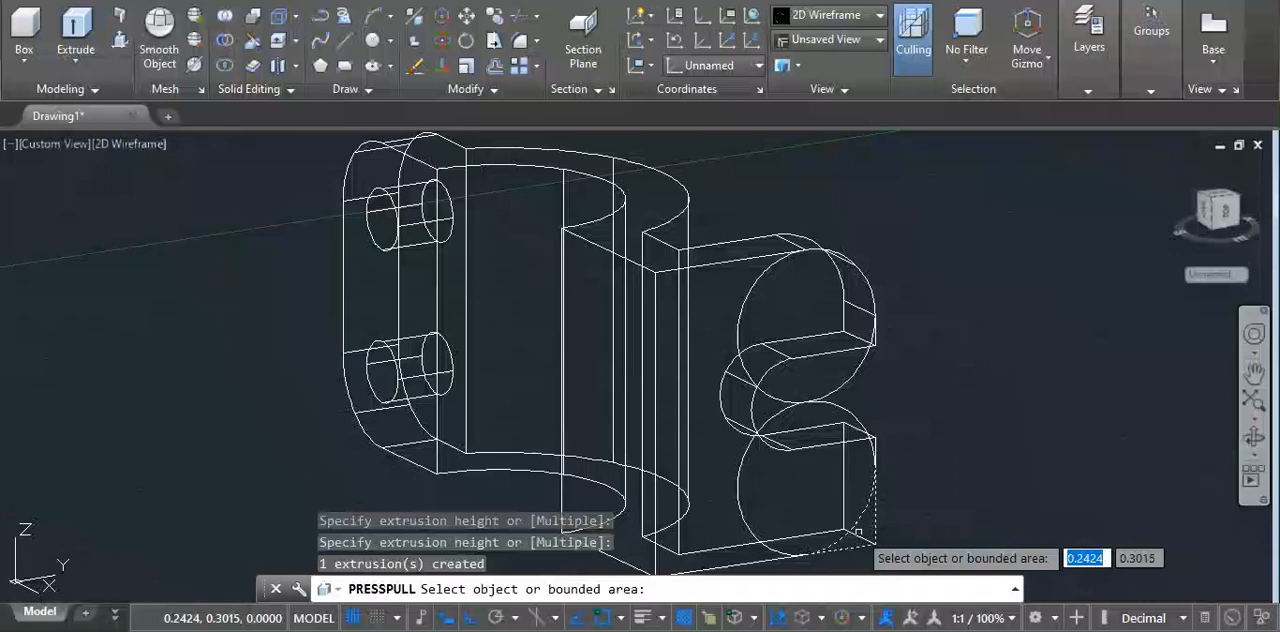 Box
Extrude
Smooth
Object
Section
Plane
2D Wireframe
Unsaved View
Unnamed
Culling
No Filter
Move
Gizmo
Layers
Groups
Base
Modeling
Mesh
Solid Editing
Draw
Modify
Section
Coordinates
View
Selection
View
Drawing1*
[-][Custom View][2D Wireframe]
TOP
Unnamed
Z
Y
X
Specify extrusion height or [Multiple]:
Specify extrusion height or [Multiple]:
1 extrusion(s) created
Select object or bounded area:
0.2424
0.3015
PRESSPULL Select object or bounded area:
Model
0.2424, 0.3015, 0.0000
MODEL
1:1 / 100%
Decimal